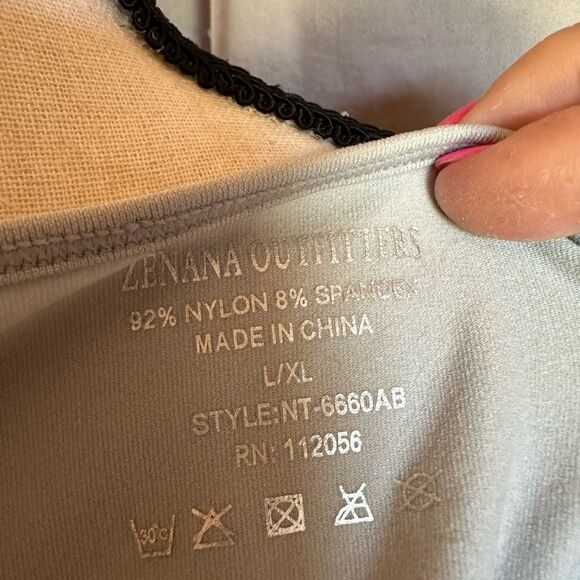 ZENANA OUTFITTERS
92% NYLON 8% SPANDEX
MADE IN CHINA
L/XL
STYLE:NT-6660AB
RN: 112056
30°C